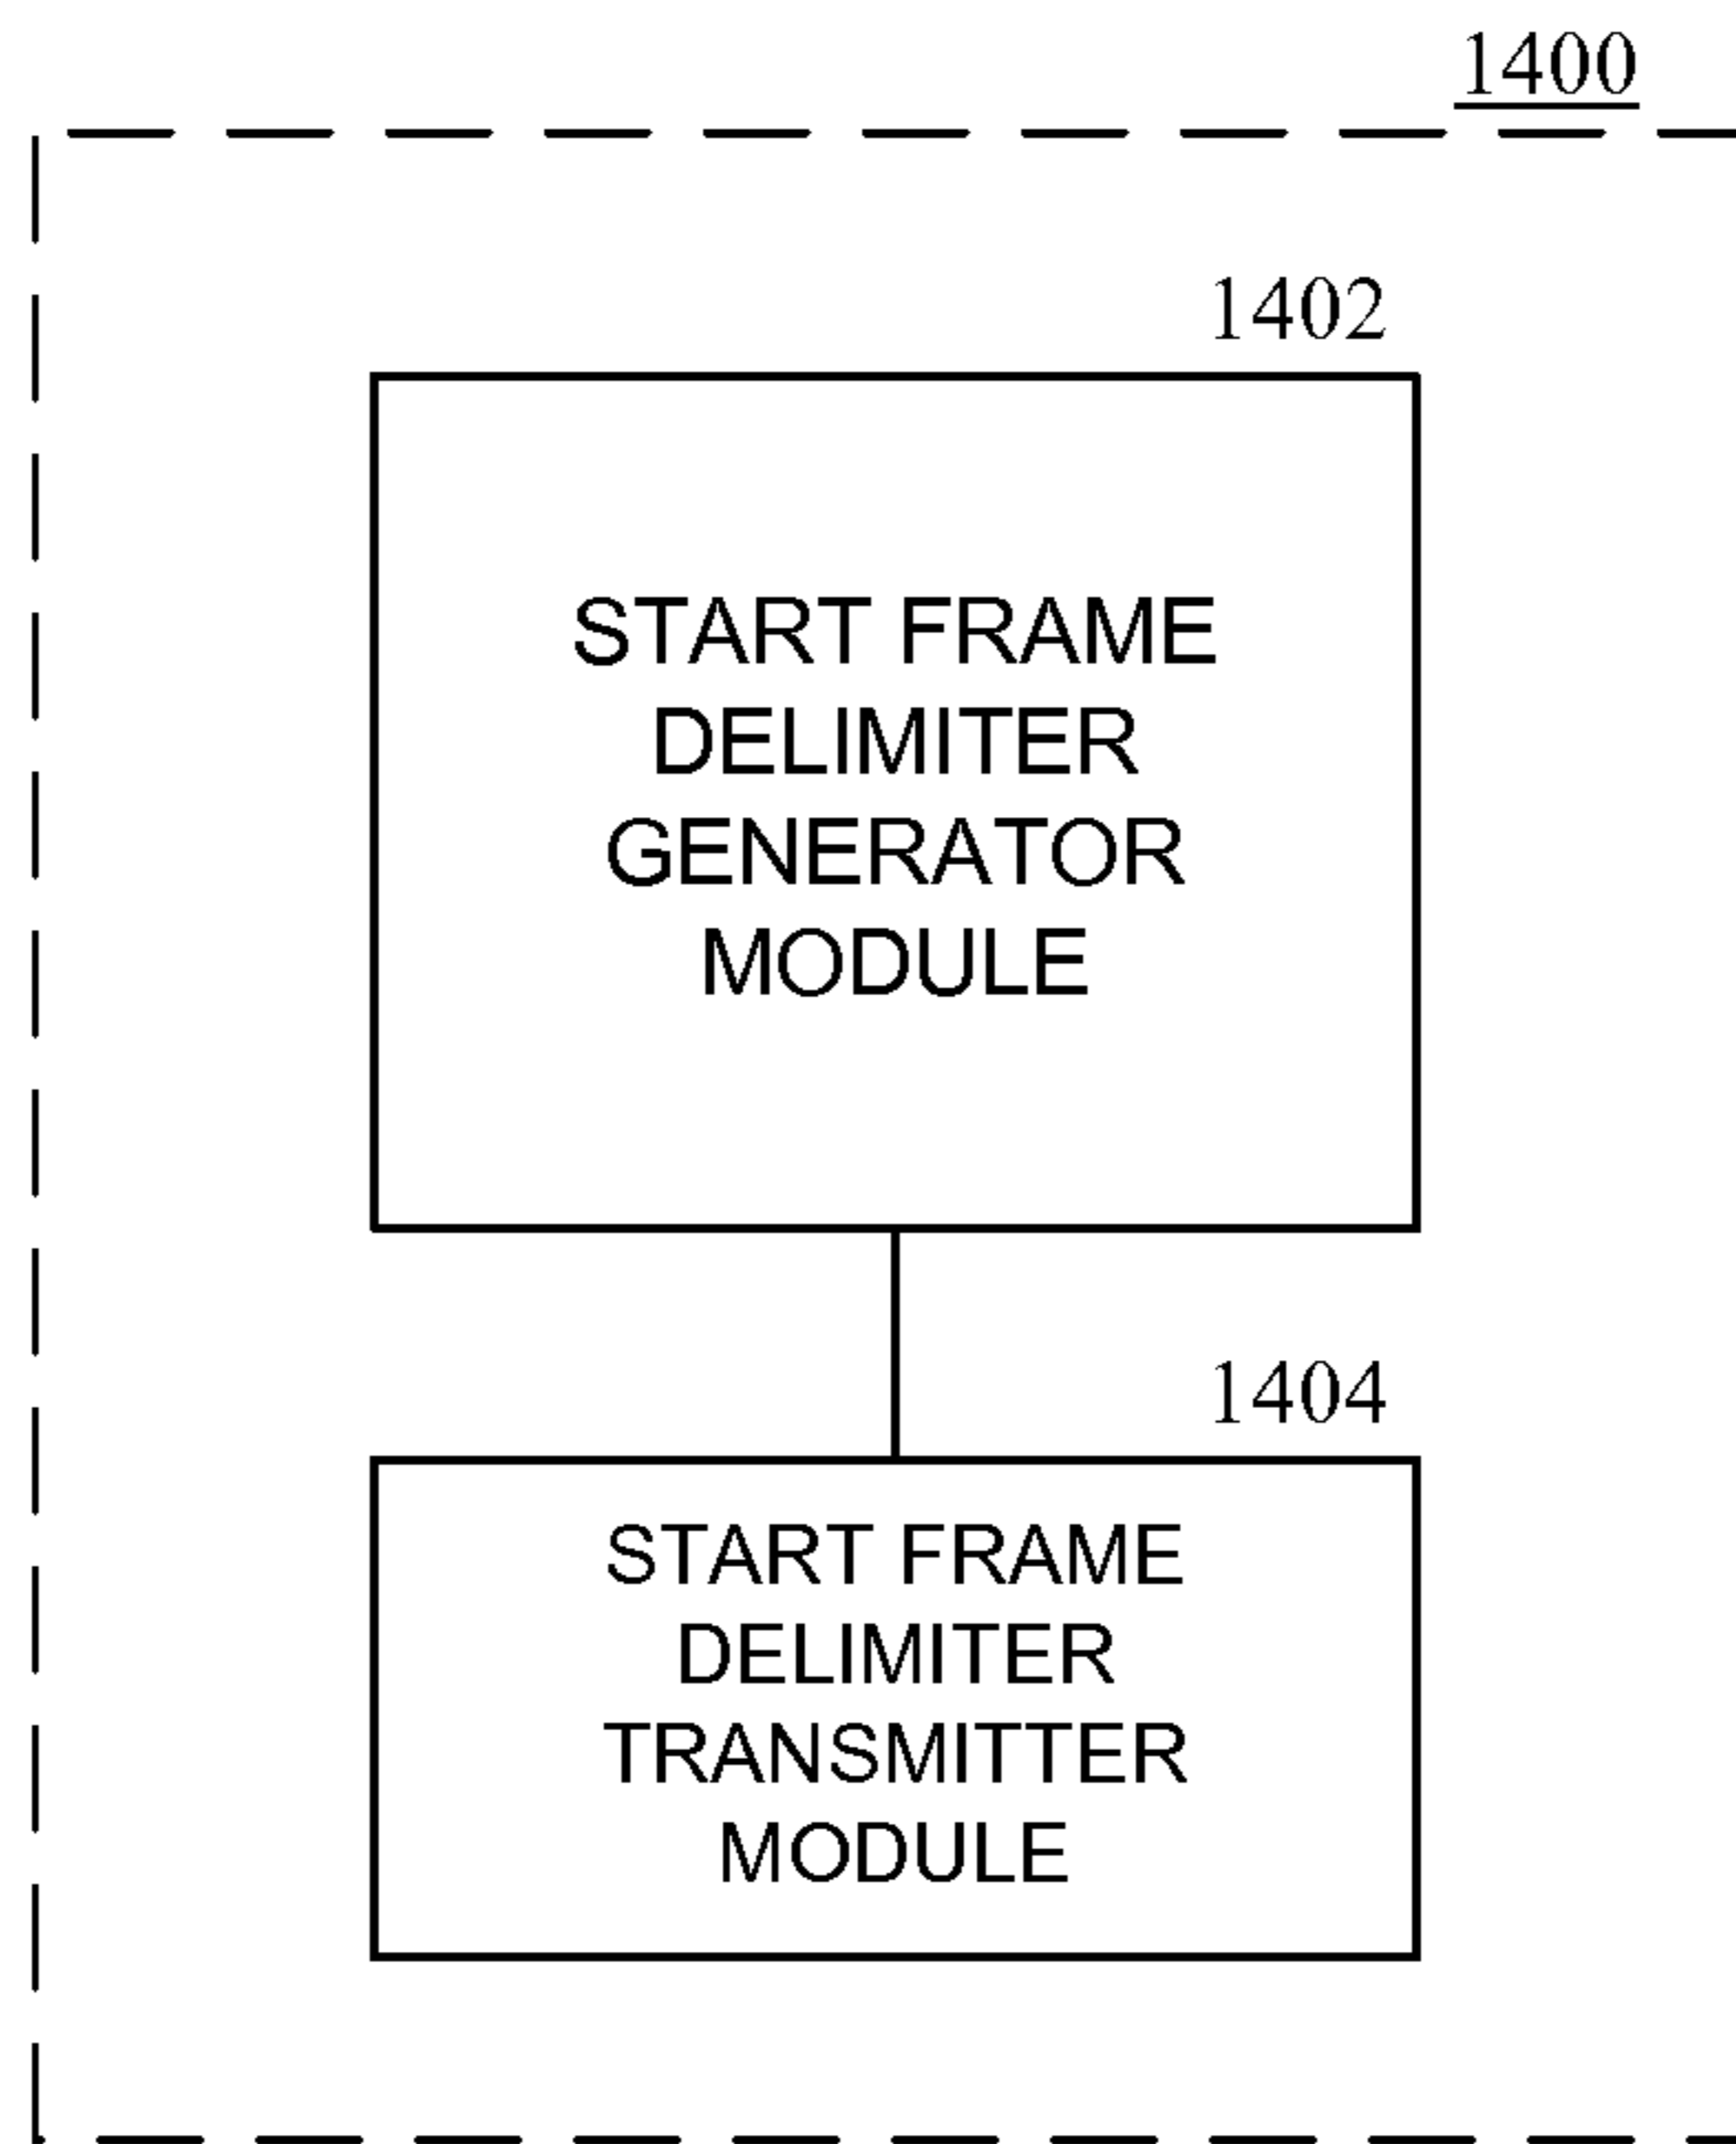 1400
1402
START FRAME
DELIMITER
GENERATOR
MODULE
1404
START FRAME
DELIMITER
TRANSMITTER
MODULE